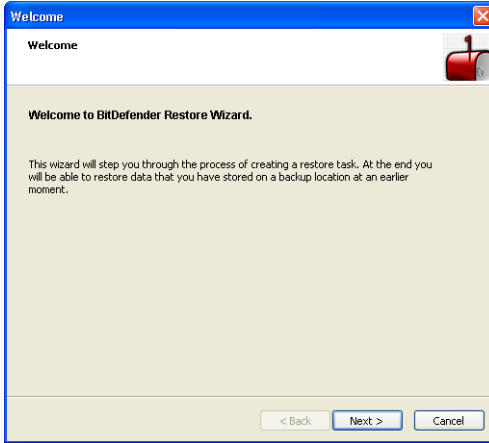 Welcome
Welcome
Welcome to BitDefender Restore Wizard.
This wizard will step you through the process of creating a restore task. At the end you
will be able to restore data that you have stored on a backup location at an earlier
moment.
< Back Next > Cancel